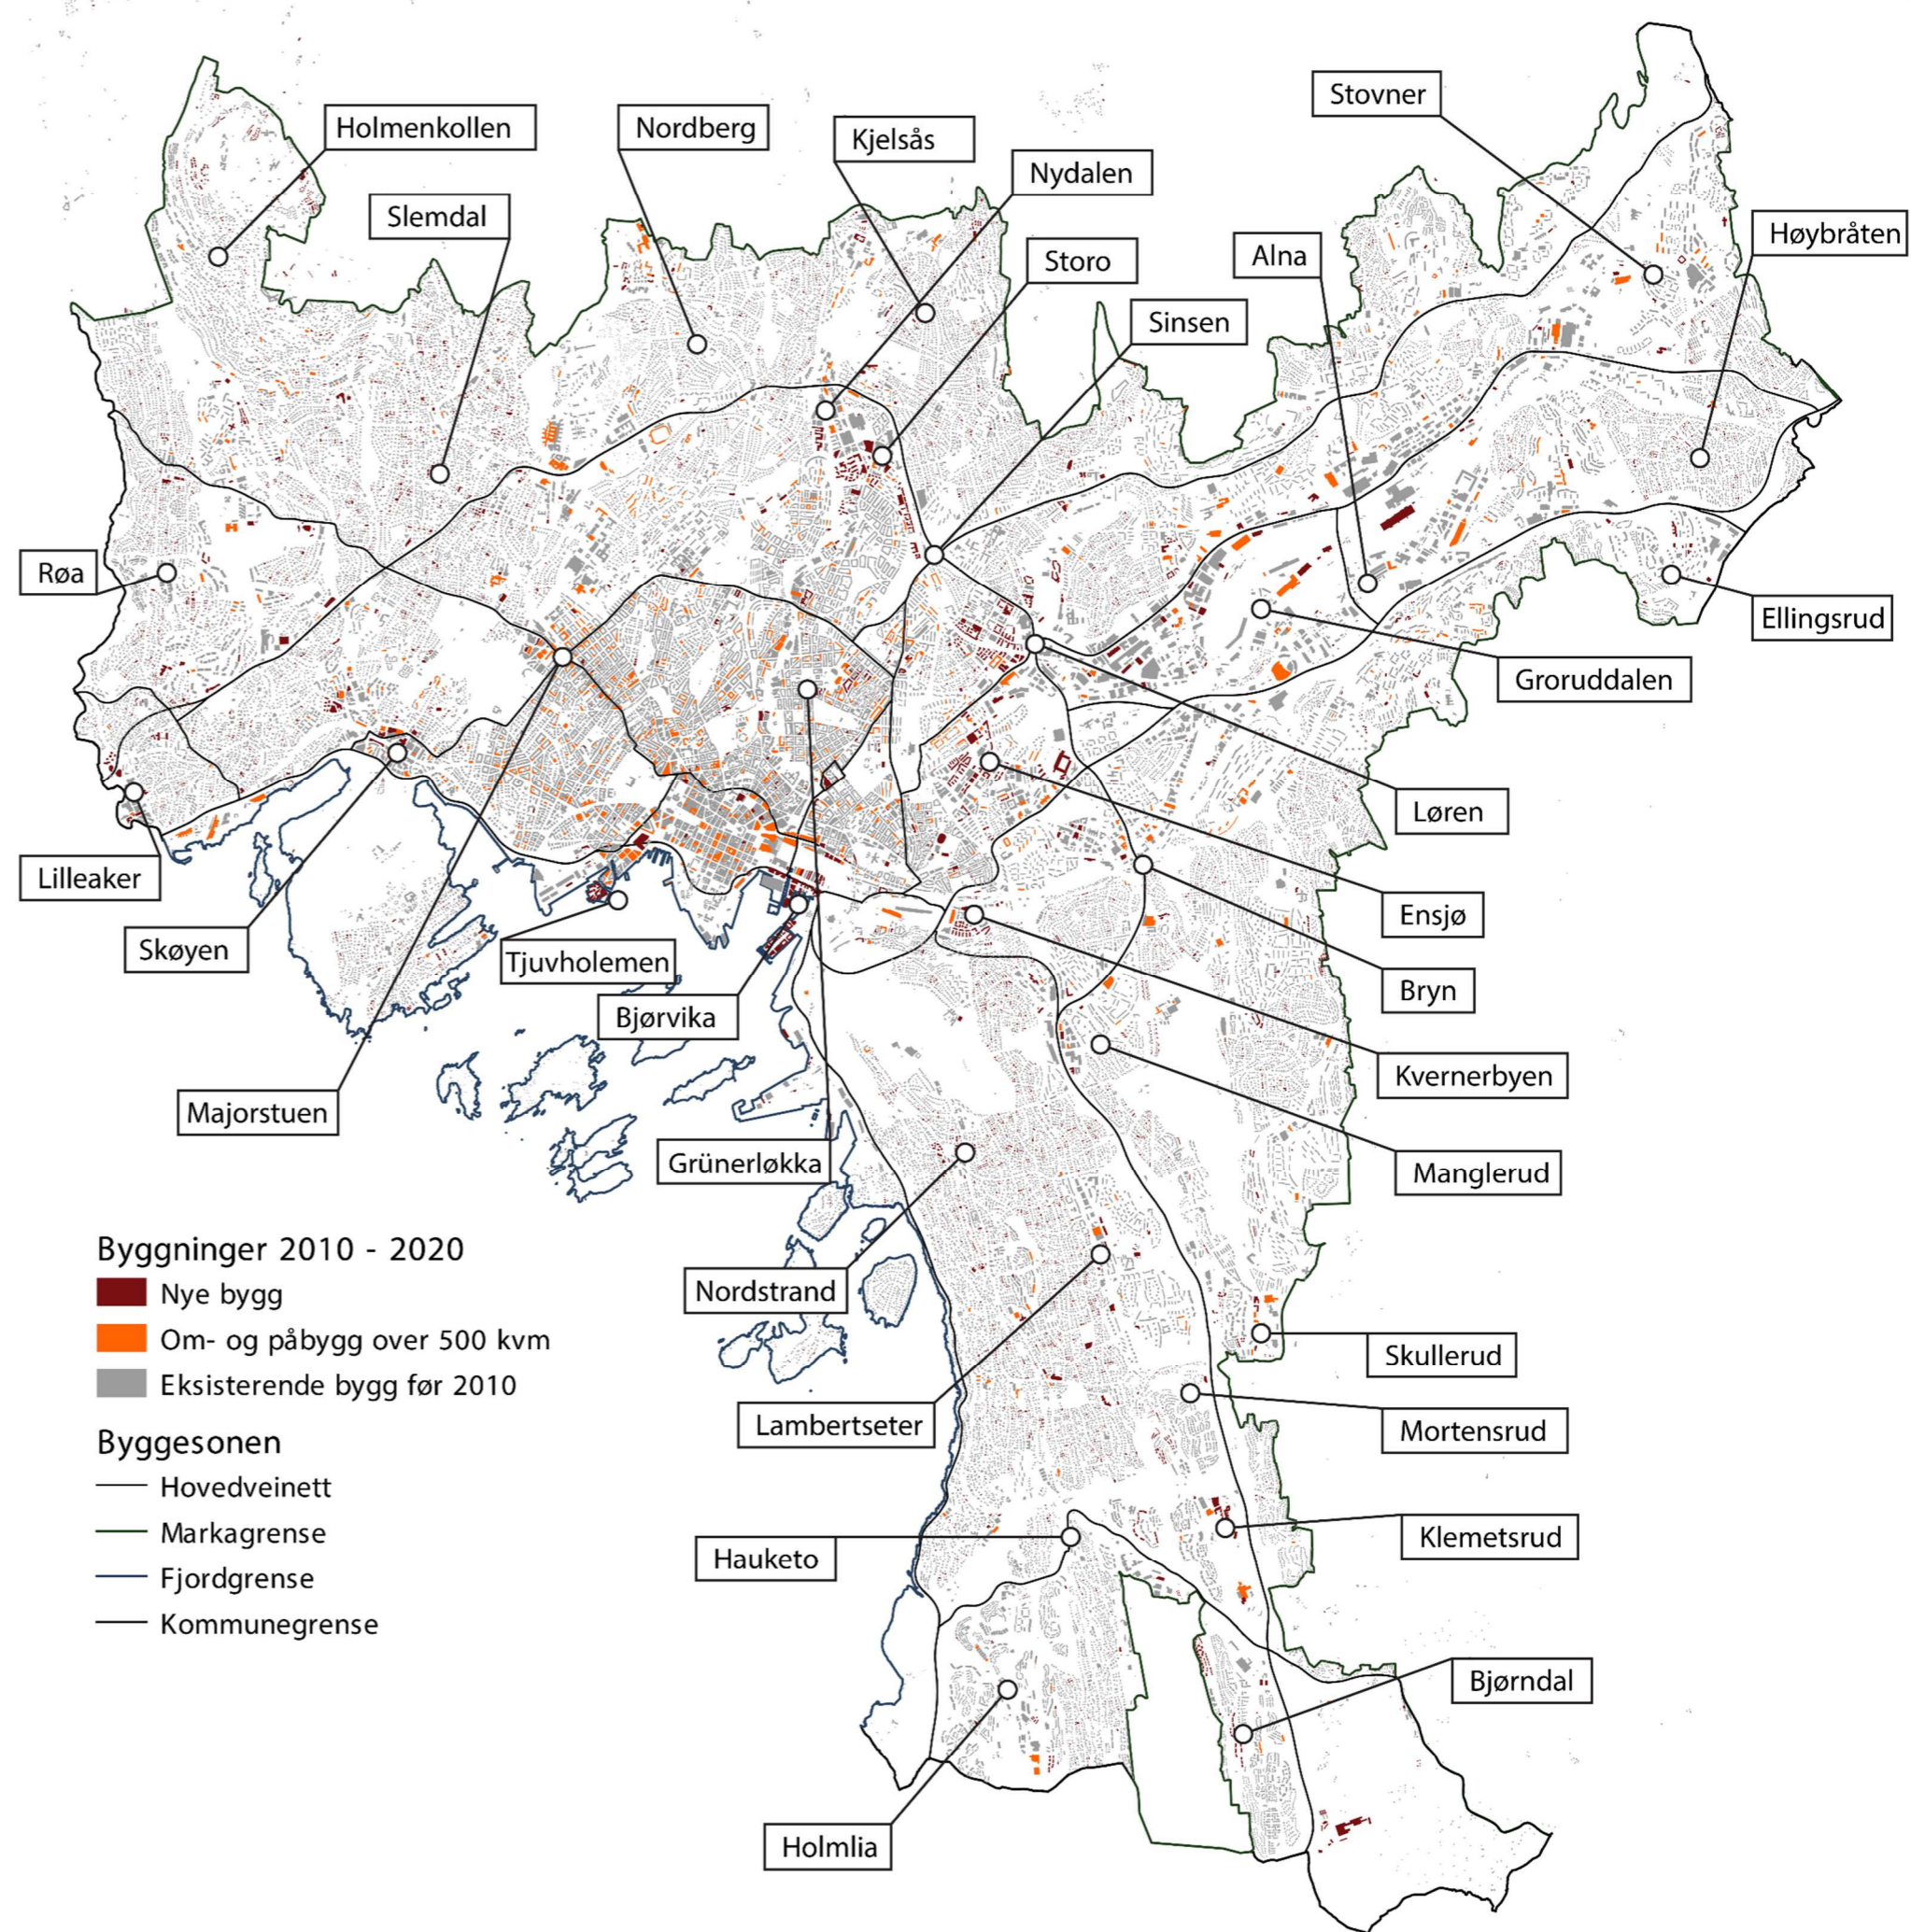 Stovner
Holmenkollen
Nordberg
Kjelsås
Nydalen
Slemdal
Høybråten
Alna
Storo
Sinsen
Røa
Ellingsrud
Groruddalen
Løren
Lilleaker
Ensjø
Skøyen
Tjuvholemen
Bryn
Bjørvika
Kvernerbyen
Majorstuen
Grünerløkka
Manglerud
Byggninger 2010 - 2020
Nye bygg
Om- og påbygg over 500 kvm
Eksisterende bygg før 2010
Byggesonen
Hovedveinett
Markagrense
Fjordgrense
Kommunegrense
Nordstrand
Skullerud
Lambertseter
Mortensrud
Klemetsrud
Hauketo
Bjørndal
Holmlia